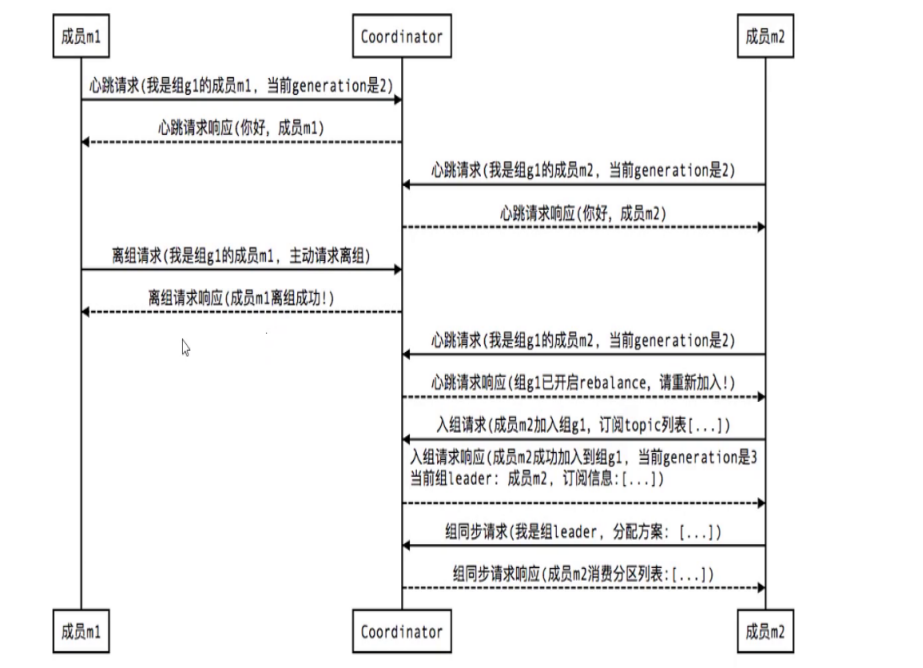 成员m1
Coordinator
成员m2
心跳请求(我是组g1的成员m1, 当前generation是2)
心跳请求响应(你好, 成员m1)
心跳请求(我是组g1的成员m2, 当前generation是2)
心跳请求响应(你好, 成员m2)
离组请求(我是组g1的成员m1, 主动请求离组)
离组请求响应(成员m1离组成功!)
心跳请求(我是组g1的成员m2, 当前generation是2)
心跳请求响应(组g1已开启rebalance, 请重新加入!)
入组请求(成员m2加入组g1, 订阅topic列表[...])
入组请求响应(成员m2成功加入到组g1, 当前generation是3
当前组leader: 成员m2, 订阅信息:[...])
组同步请求(我是组leader, 分配方案: [...])
组同步请求响应(成员m2消费分区列表:[...])
成员m1
Coordinator
成员m2